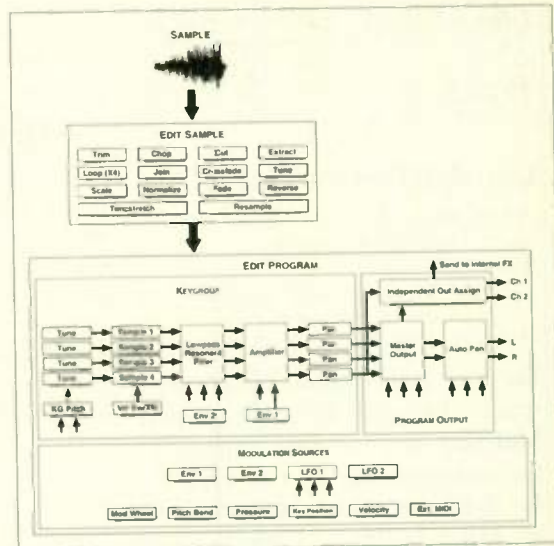 SAMPLE
EDIT SAMPLE
Trim Chop Cut Extract
Loop (X4) Join Crossfade Tune
Scale Normalize Fade Reverse
Timestretch Resample
EDIT PROGRAM
Send to Internal FX
KEYGROUP
Independent Out Assign
Ch 1
Ch 2
Tune Sample 1 Pan
Tune Sample 2 Lowpass Amplifier Pan Master Auto Pan L
Tune Sample 3 Filter Pan Output R
Tune Sample 4 Pan
KG Pitch
Env 2 Env 1
PROGRAM OUTPUT
MODULATION SOURCES
Env 1 Env 2 LFO 1 LFO 2
Mod Wheel Pitch Bend Pressure Key Position Velocity Ext. MIDI